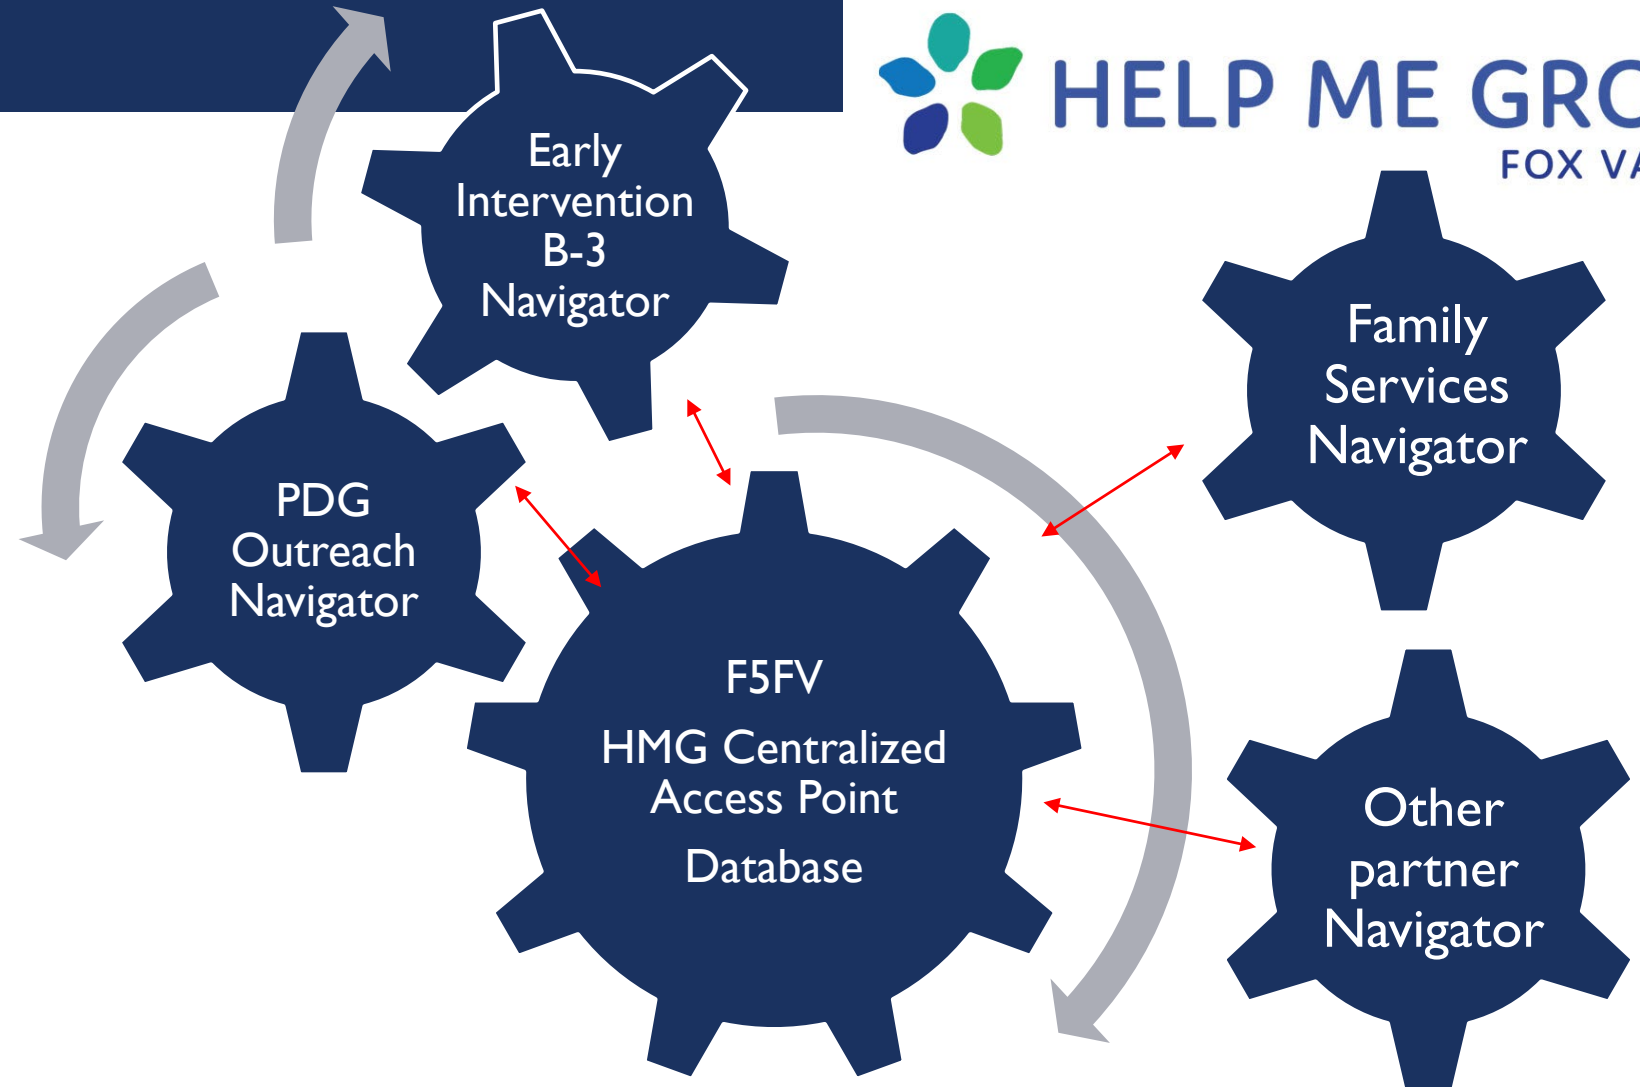 HELP ME GRO
FOX VA
Early
Intervention
B-3
Navigator
Family
Services
Navigator
PDG
Outreach
Navigator
F5FV
HMG Centralized
Access Point
Database
Other
partner
Navigator